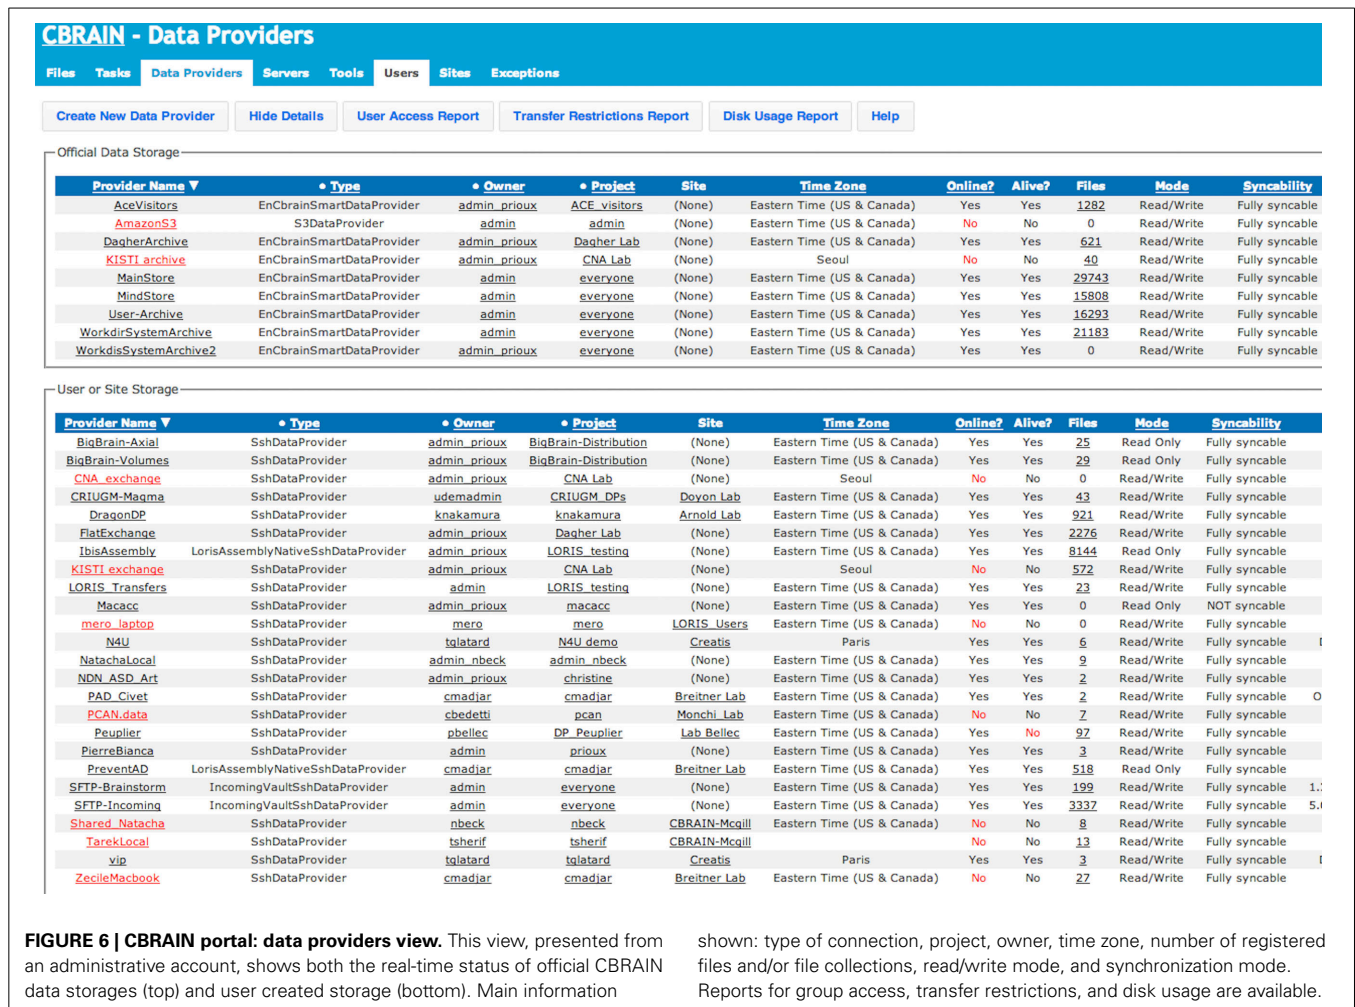 CBRAIN - Data Providers
Files Tasks Data Providers Servers Tools Users Sites Exceptions
Create New Data Provider Hide Details User Access Report Transfer Restrictions Report Disk Usage Report Help
Official Data Storage
Provider Name ▼ • Type • Owner • Project Site Time Zone Online? Alive? Files Mode Syncability
AceVisitors EnCbrainSmartDataProvider admin_prioux ACE_visitors (None) Eastern Time (US & Canada) Yes Yes 1282 Read/Write Fully syncable
AmazonS3 S3DataProvider admin admin (None) Eastern Time (US & Canada) No No 0 Read/Write Fully syncable
DagherArchive EnCbrainSmartDataProvider admin_prioux Dagher Lab (None) Eastern Time (US & Canada) Yes Yes 621 Read/Write Fully syncable
KISTI archive EnCbrainSmartDataProvider admin_prioux CNA Lab (None) Seoul No No 40 Read/Write Fully syncable
MainStore EnCbrainSmartDataProvider admin everyone (None) Eastern Time (US & Canada) Yes Yes 29743 Read/Write Fully syncable
MindStore EnCbrainSmartDataProvider admin everyone (None) Eastern Time (US & Canada) Yes Yes 15808 Read/Write Fully syncable
User-Archive EnCbrainSmartDataProvider admin everyone (None) Eastern Time (US & Canada) Yes Yes 16293 Read/Write Fully syncable
WorkdirSystemArchive EnCbrainSmartDataProvider admin everyone (None) Eastern Time (US & Canada) Yes Yes 21183 Read/Write Fully syncable
WorkdisSystemArchive2 EnCbrainSmartDataProvider admin_prioux everyone (None) Eastern Time (US & Canada) Yes Yes 0 Read/Write Fully syncable
User or Site Storage
Provider Name ▼ • Type • Owner • Project Site Time Zone Online? Alive? Files Mode Syncability
BigBrain-Axial SshDataProvider admin_prioux BigBrain-Distribution (None) Eastern Time (US & Canada) Yes Yes 25 Read Only Fully syncable
BigBrain-Volumes SshDataProvider admin_prioux BigBrain-Distribution (None) Eastern Time (US & Canada) Yes Yes 29 Read Only Fully syncable
CNA_exchange SshDataProvider admin_prioux CNA Lab (None) Seoul No No 0 Read/Write Fully syncable
CRIUGM-Magma SshDataProvider udemadmin CRIUGM_DPs Doyon Lab Eastern Time (US & Canada) Yes Yes 43 Read/Write Fully syncable
DragonDP SshDataProvider knakamura knakamura Arnold Lab Eastern Time (US & Canada) Yes Yes 921 Read/Write Fully syncable
FlatExchange SshDataProvider admin_prioux Dagher Lab (None) Eastern Time (US & Canada) Yes Yes 2276 Read/Write Fully syncable
IbisAssembly LorisAssemblyNativeSshDataProvider admin_prioux LORIS_testing (None) Eastern Time (US & Canada) Yes Yes 8144 Read Only Fully syncable
KISTI exchange SshDataProvider admin_prioux CNA Lab (None) Seoul No No 572 Read/Write Fully syncable
LORIS_Transfers SshDataProvider admin LORIS_testing (None) Eastern Time (US & Canada) Yes Yes 23 Read/Write Fully syncable
Macacc SshDataProvider admin_prioux macacc (None) Eastern Time (US & Canada) Yes Yes 0 Read Only NOT syncable
mero_laptop SshDataProvider mero mero LORIS_Users Eastern Time (US & Canada) No No 0 Read/Write Fully syncable
N4U SshDataProvider tglatard N4U demo Creatis Paris Yes Yes 6 Read/Write Fully syncable
NatachaLocal SshDataProvider admin_nbeck admin_nbeck (None) Eastern Time (US & Canada) Yes Yes 9 Read/Write Fully syncable
NDN_ASD_Art SshDataProvider admin_prioux christine (None) Eastern Time (US & Canada) Yes Yes 2 Read/Write Fully syncable
PAD_Civet SshDataProvider cmadjar cmadjar Breitner Lab Eastern Time (US & Canada) Yes Yes 2 Read/Write Fully syncable O
PCAN.data SshDataProvider cbedetti pcan Monchi_Lab Eastern Time (US & Canada) No No 7 Read/Write Fully syncable
Peuplier SshDataProvider pbellec DP_Peuplier Lab Bellec Eastern Time (US & Canada) Yes No 97 Read/Write Fully syncable
PierreBianca SshDataProvider admin prioux (None) Eastern Time (US & Canada) Yes Yes 3 Read/Write Fully syncable
PreventAD LorisAssemblyNativeSshDataProvider cmadjar cmadjar Breitner Lab Eastern Time (US & Canada) Yes Yes 518 Read Only Fully syncable
SFTP-Brainstorm IncomingVaultSshDataProvider admin everyone (None) Eastern Time (US & Canada) Yes Yes 199 Read/Write Fully syncable 1.
SFTP-Incoming IncomingVaultSshDataProvider admin everyone (None) Eastern Time (US & Canada) Yes Yes 3337 Read/Write Fully syncable 5.
Shared_Natacha SshDataProvider nbeck nbeck CBRAIN-Mcgill Eastern Time (US & Canada) No No 8 Read/Write Fully syncable
TarekLocal SshDataProvider tsherif tsherif CBRAIN-Mcgill No No 13 Read/Write Fully syncable
vip SshDataProvider tglatard tglatard Creatis Paris Yes Yes 3 Read/Write Fully syncable
ZecileMacbook SshDataProvider cmadjar cmadjar Breitner Lab Eastern Time (US & Canada) No No 27 Read/Write Fully syncable
FIGURE 6 | CBRAIN portal: data providers view. This view, presented from
an administrative account, shows both the real-time status of official CBRAIN
data storages (top) and user created storage (bottom). Main information
shown: type of connection, project, owner, time zone, number of registered
files and/or file collections, read/write mode, and synchronization mode.
Reports for group access, transfer restrictions, and disk usage are available.